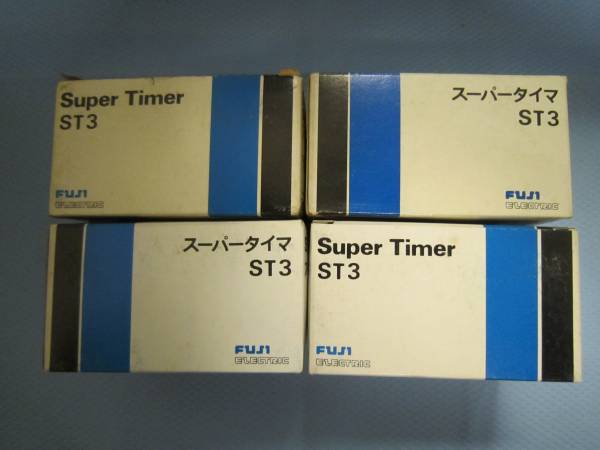 Super Timer
ST3
FUJI
ELECTRIC
スーパータイマ
ST3
FUJI
ELECTRIC
スーパータイマ
ST3
FUJI
ELECTRIC
Super Timer
ST3
FUJI
ELECTRIC